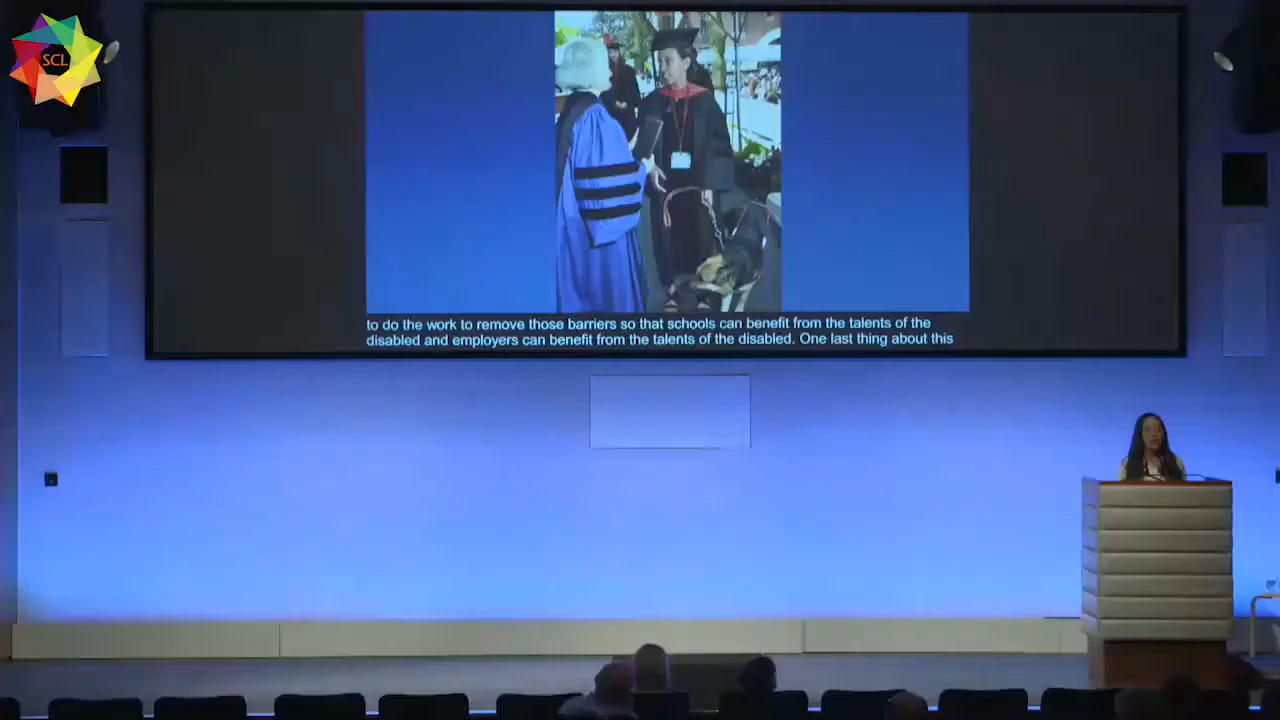 SCL
to do the work to remove those barriers so that schools can benefit from the talents of the
disabled and employers can benefit from the talents of the disabled. One last thing about this